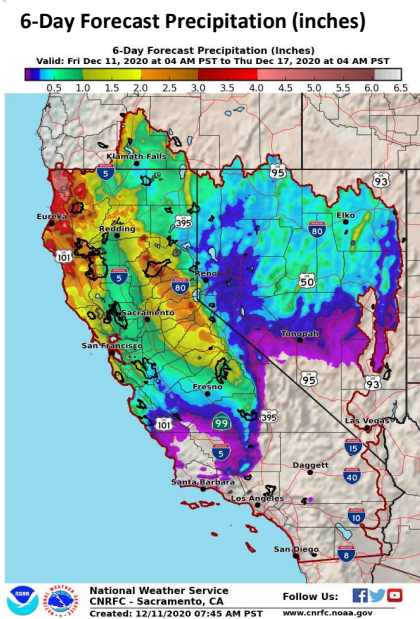 6-Day Forecast Precipitation (inches)
6-Day Forecast Precipitation (Inches)
Valid: Fri Dec 11, 2020 at 04 AM PST to Thu Dec 17, 2020 at 04 AM PST
0.5 1.0 1.5 2.0 2.5 3.0 3.5 4.0 4.5 5.0 5.5 6.0 6.5
Klamath Falls
5
95
93
Eureka
395
Elko
Redding
80
101
Reno
5
50
80
Sacramento
Tonopah
San Francisco
95
93
Fresno
101
99
395
Las Vegas
5
15
Daggett
Santa Barbara
40
Los Angeles
10
San Diego
8
NOAA
National Weather Service
CNRFC - Sacramento, CA
Created: 12/11/2020 07:45 AM PST
Follow Us:
www.cnrfc.noaa.gov